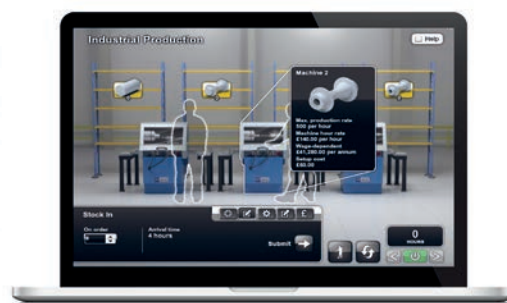 Industrial Production
Help
Machine 2
Max. production rate
500 per hour
Machine hour rate
£140.00 per hour
Wage-dependent
£41,280.00 per annum
Setup cost
£60.00
Stock In
On order
Arrival time
4 hours
Submit
0
HOURS